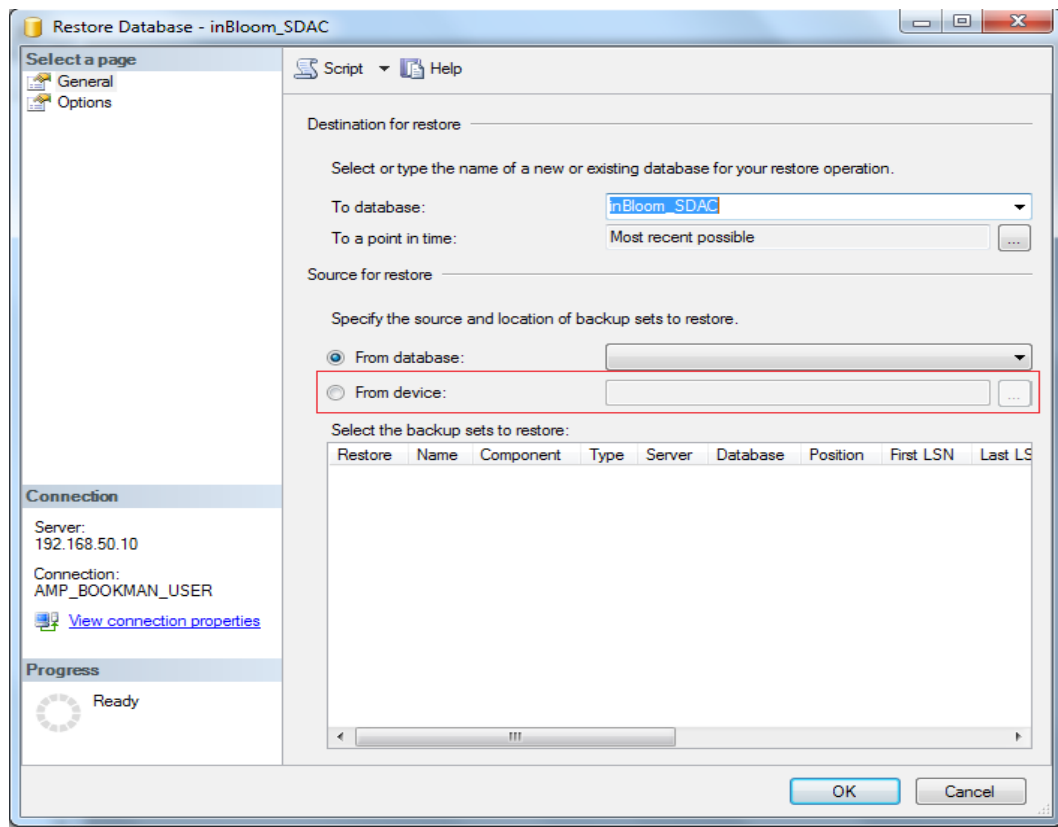 Restore Database - inBloom_SDAC
Select a page
General
Options
Script Help
Destination for restore
Select or type the name of a new or existing database for your restore operation.
To database: inBloom_SDAC
To a point in time: Most recent possible ...
Source for restore
Specify the source and location of backup sets to restore.
From database:
From device: ...
Select the backup sets to restore:
Restore Name Component Type Server Database Position First LSN Last LS
Connection
Server:
192.168.50.10
Connection:
AMP_BOOKMAN_USER
View connection properties
Progress
Ready
OK Cancel